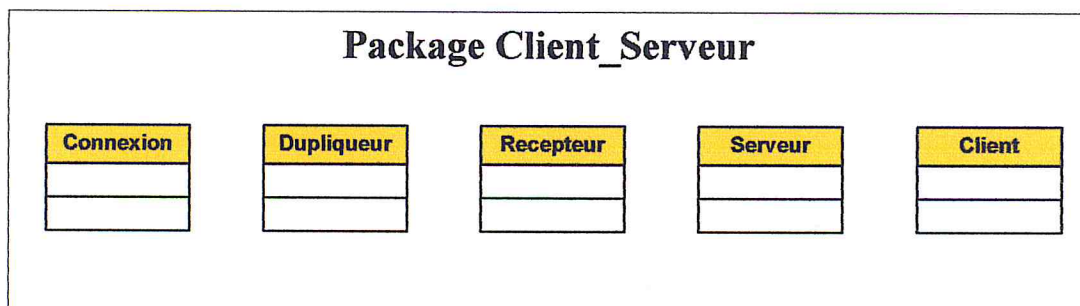 Package Client_Serveur
Connexion Dupliqueur Recepteur Serveur Client